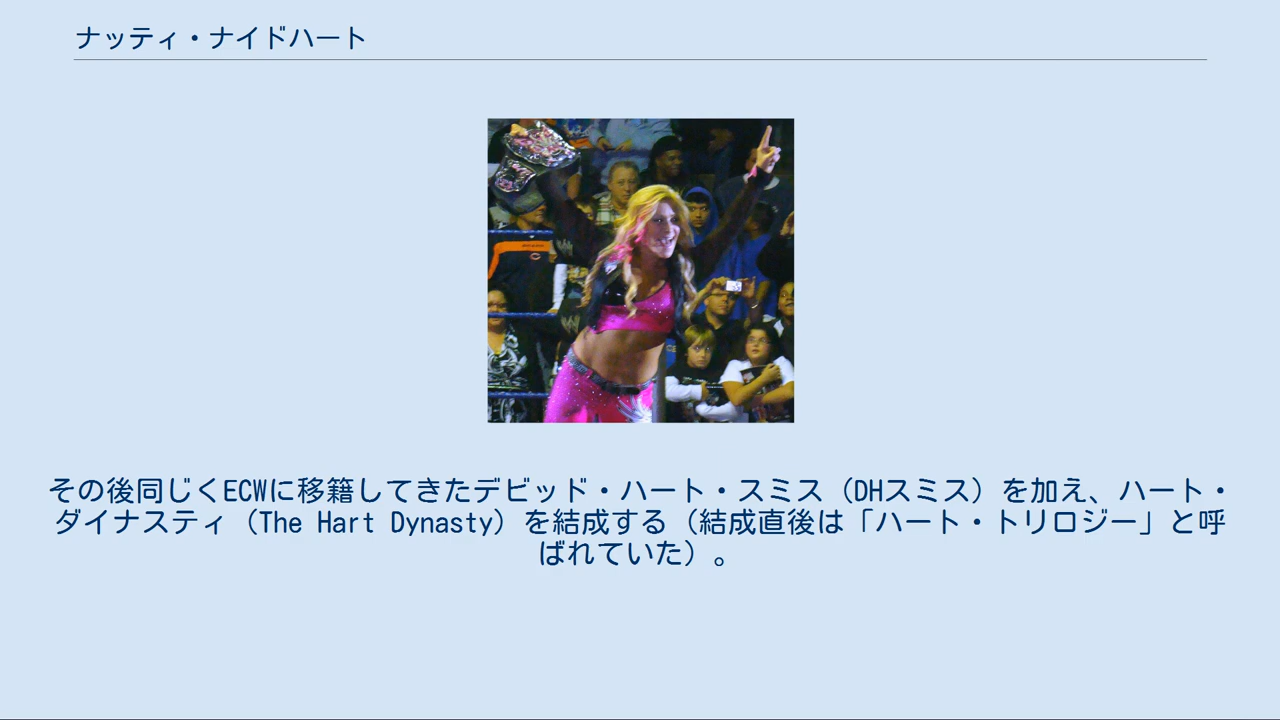 ナッティ・ナイドハート
その後同じくECWに移籍してきたデビッド・ハート・スミス（DHスミス）を加え、ハート・
ダイナスティ（The Hart Dynasty）を結成する（結成直後は「ハート・トリロジー」と呼
ばれていた）。